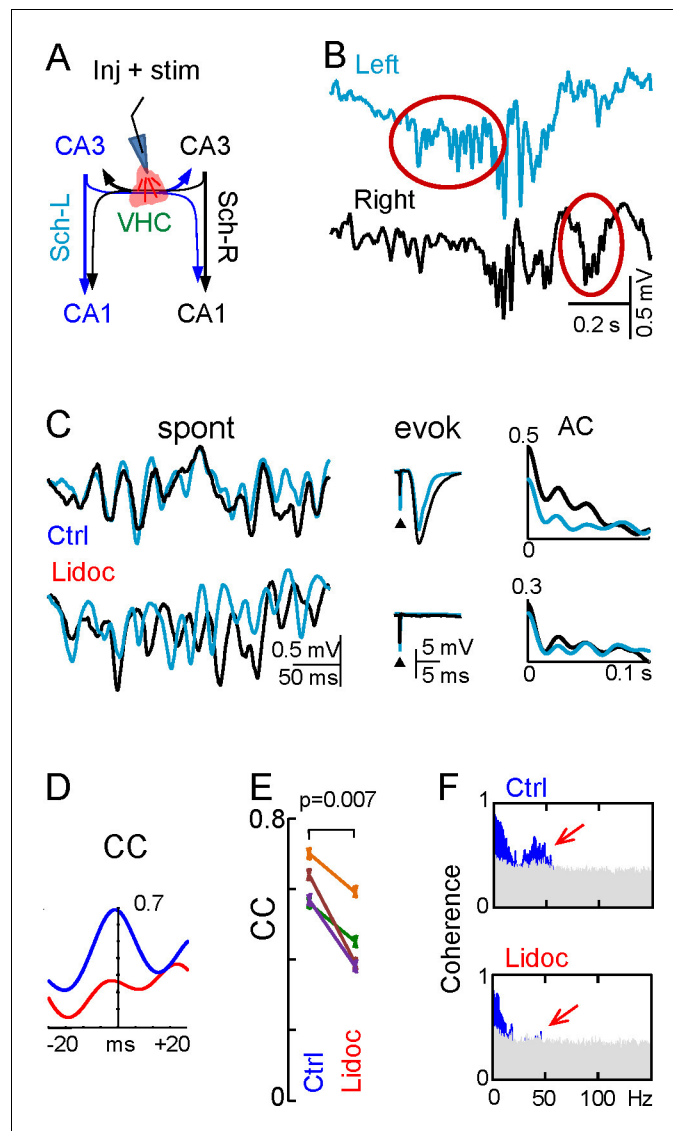 A
Inj + stim
CA3
CA3
VHC
Sch-L
Sch-R
CA1
CA1
B
Left
Right
0.2 s
0.5 mV
C
spont
evok
AC
Ctrl
0.5
0
Lidoc
0.5 mV
50 ms
5 mV
5 ms
0.3
0
0.1 s
D
CC
0.7
-20
ms
+20
E
p=0.007
0.8
CC
0
Ctrl
Lidoc
F
Ctrl
1
0
Coherence
Lidoc
1
0
0
50
100
Hz